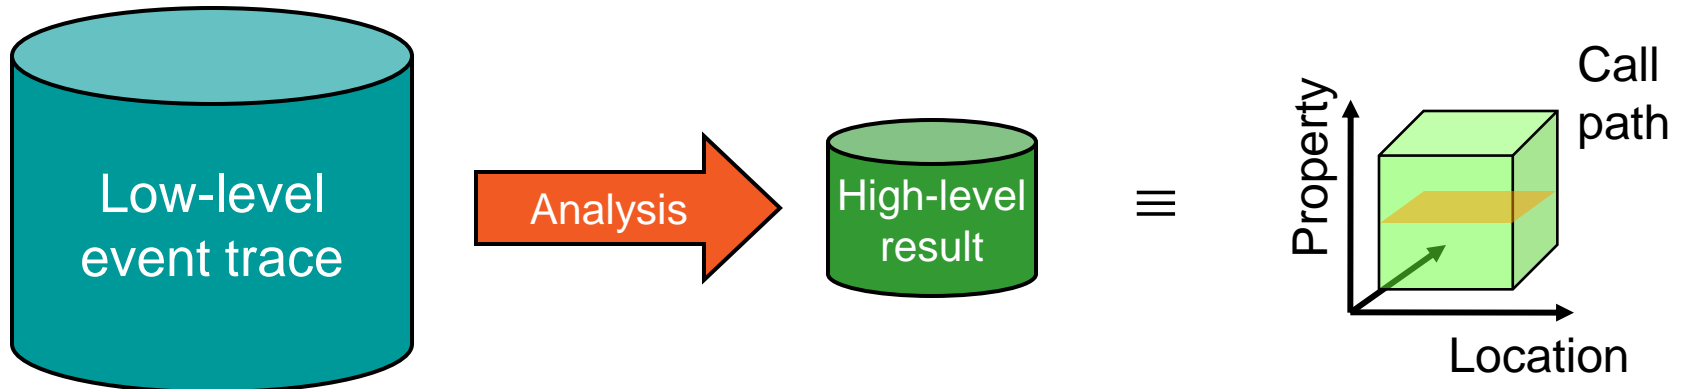 Low-level
event trace
Analysis
High-level
result
≡
Property
Call
path
Location